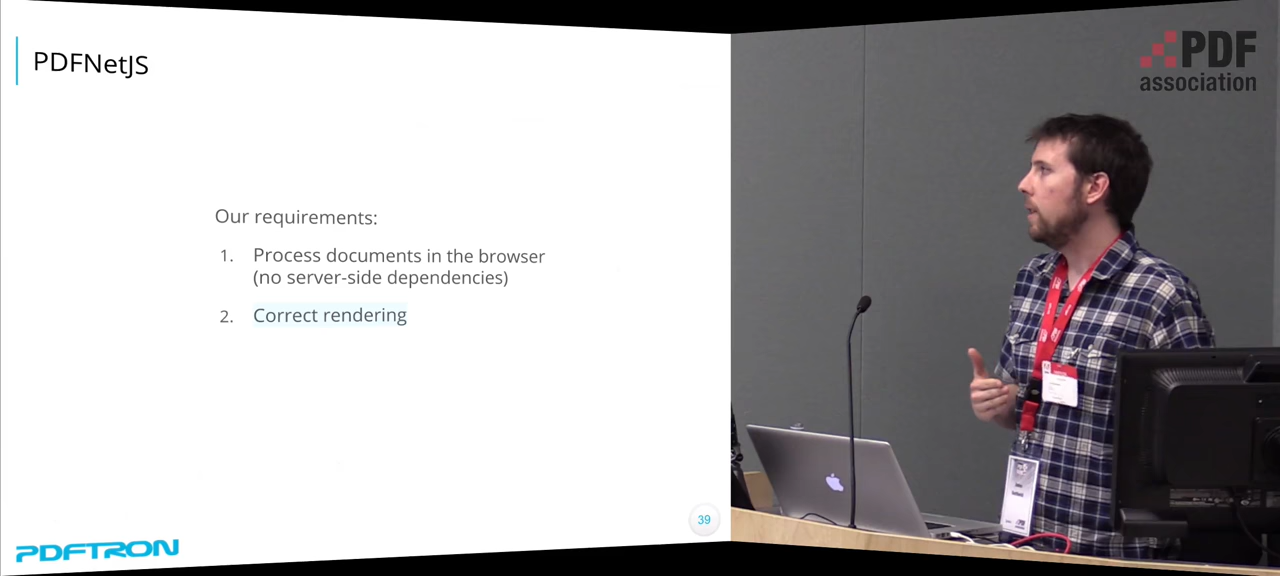 PDFNetJS
Our requirements:
1. Process documents in the browser
(no server-side dependencies)
2. Correct rendering
39
PDFTRON
PDF
association